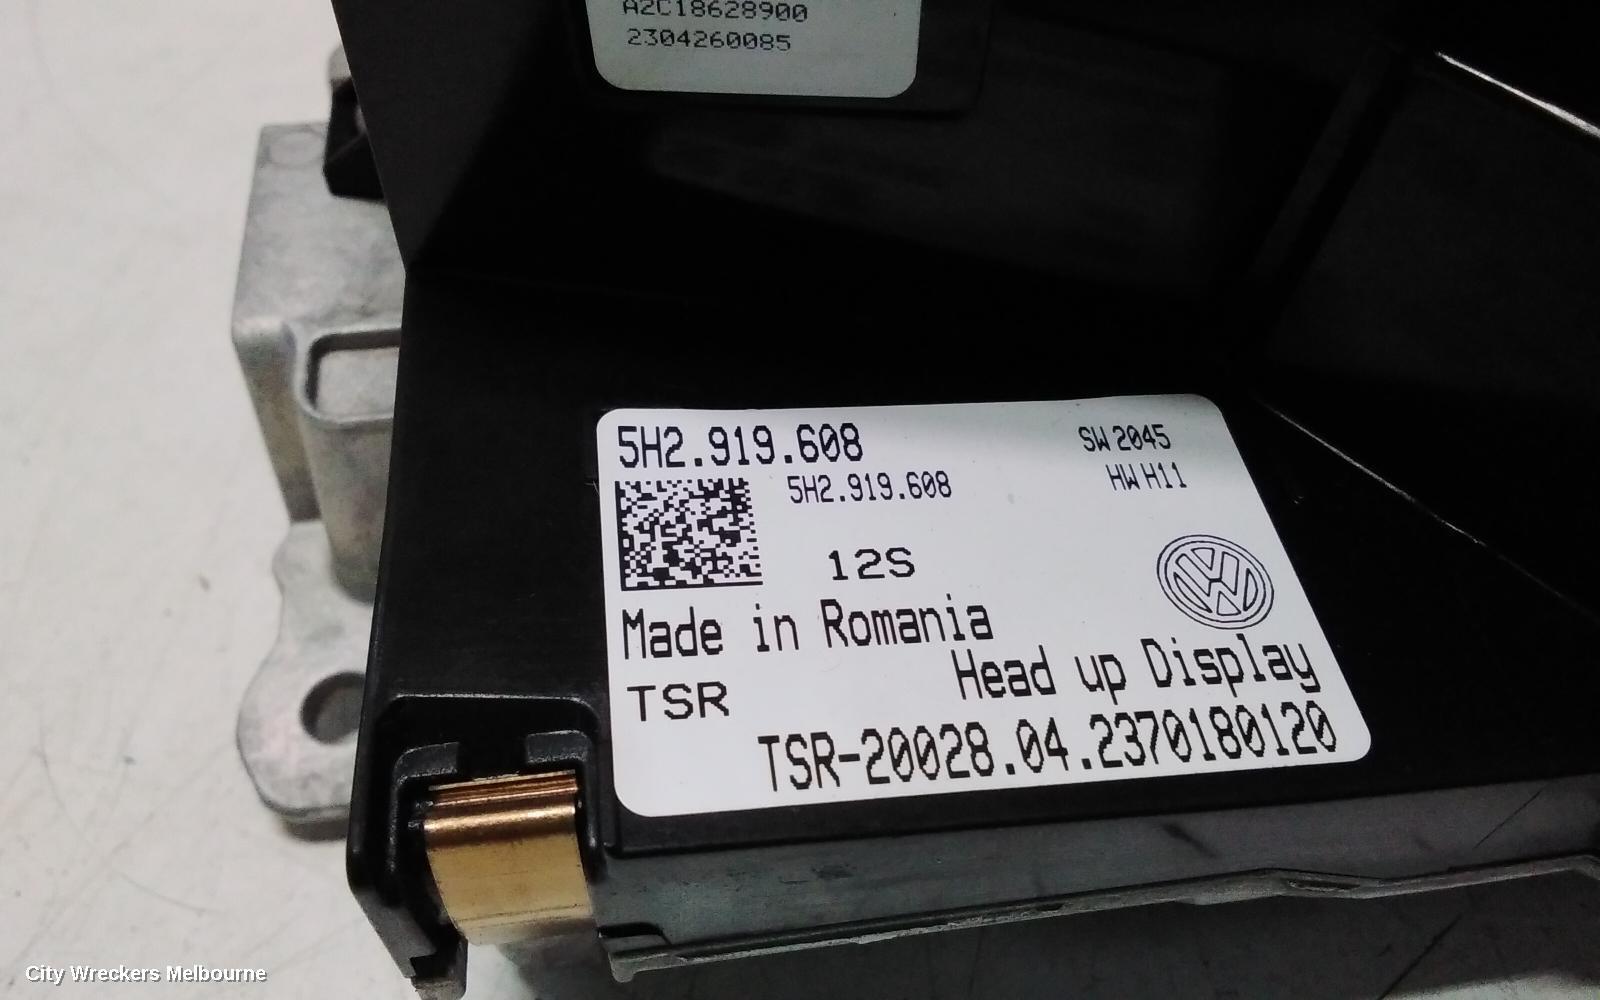 A2C18628900
2304260085
5H2.919.608
SW 2045
5H2.919.608
HW H11
12S
Made in Romania
Head up Display
TSR
TSR-20028.04.2370180120
City Wreckers Melbourne